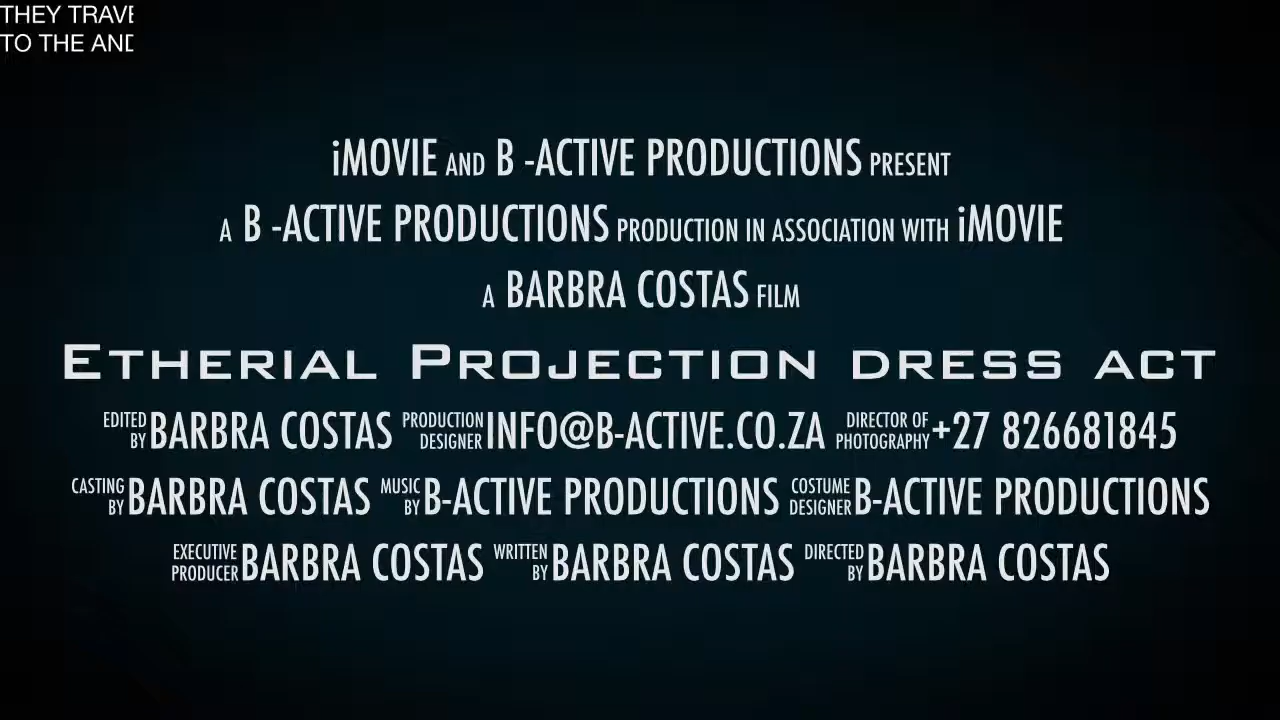 THEY TRAVE
TO THE AND
iMOVIE AND B -ACTIVE PRODUCTIONS PRESENT
A B -ACTIVE PRODUCTIONS PRODUCTION IN ASSOCIATION WITH iMOVIE
A BARBRA COSTAS FILM
ETHERIAL PROJECTION DRESS ACT
EDITED BY BARBRA COSTAS PRODUCTION DESIGNER INFO@B-ACTIVE.CO.ZA DIRECTOR OF PHOTOGRAPHY +27 826681845
CASTING BY BARBRA COSTAS MUSIC BY B-ACTIVE PRODUCTIONS COSTUME DESIGNER B-ACTIVE PRODUCTIONS
EXECUTIVE PRODUCER BARBRA COSTAS WRITTEN BY BARBRA COSTAS DIRECTED BY BARBRA COSTAS